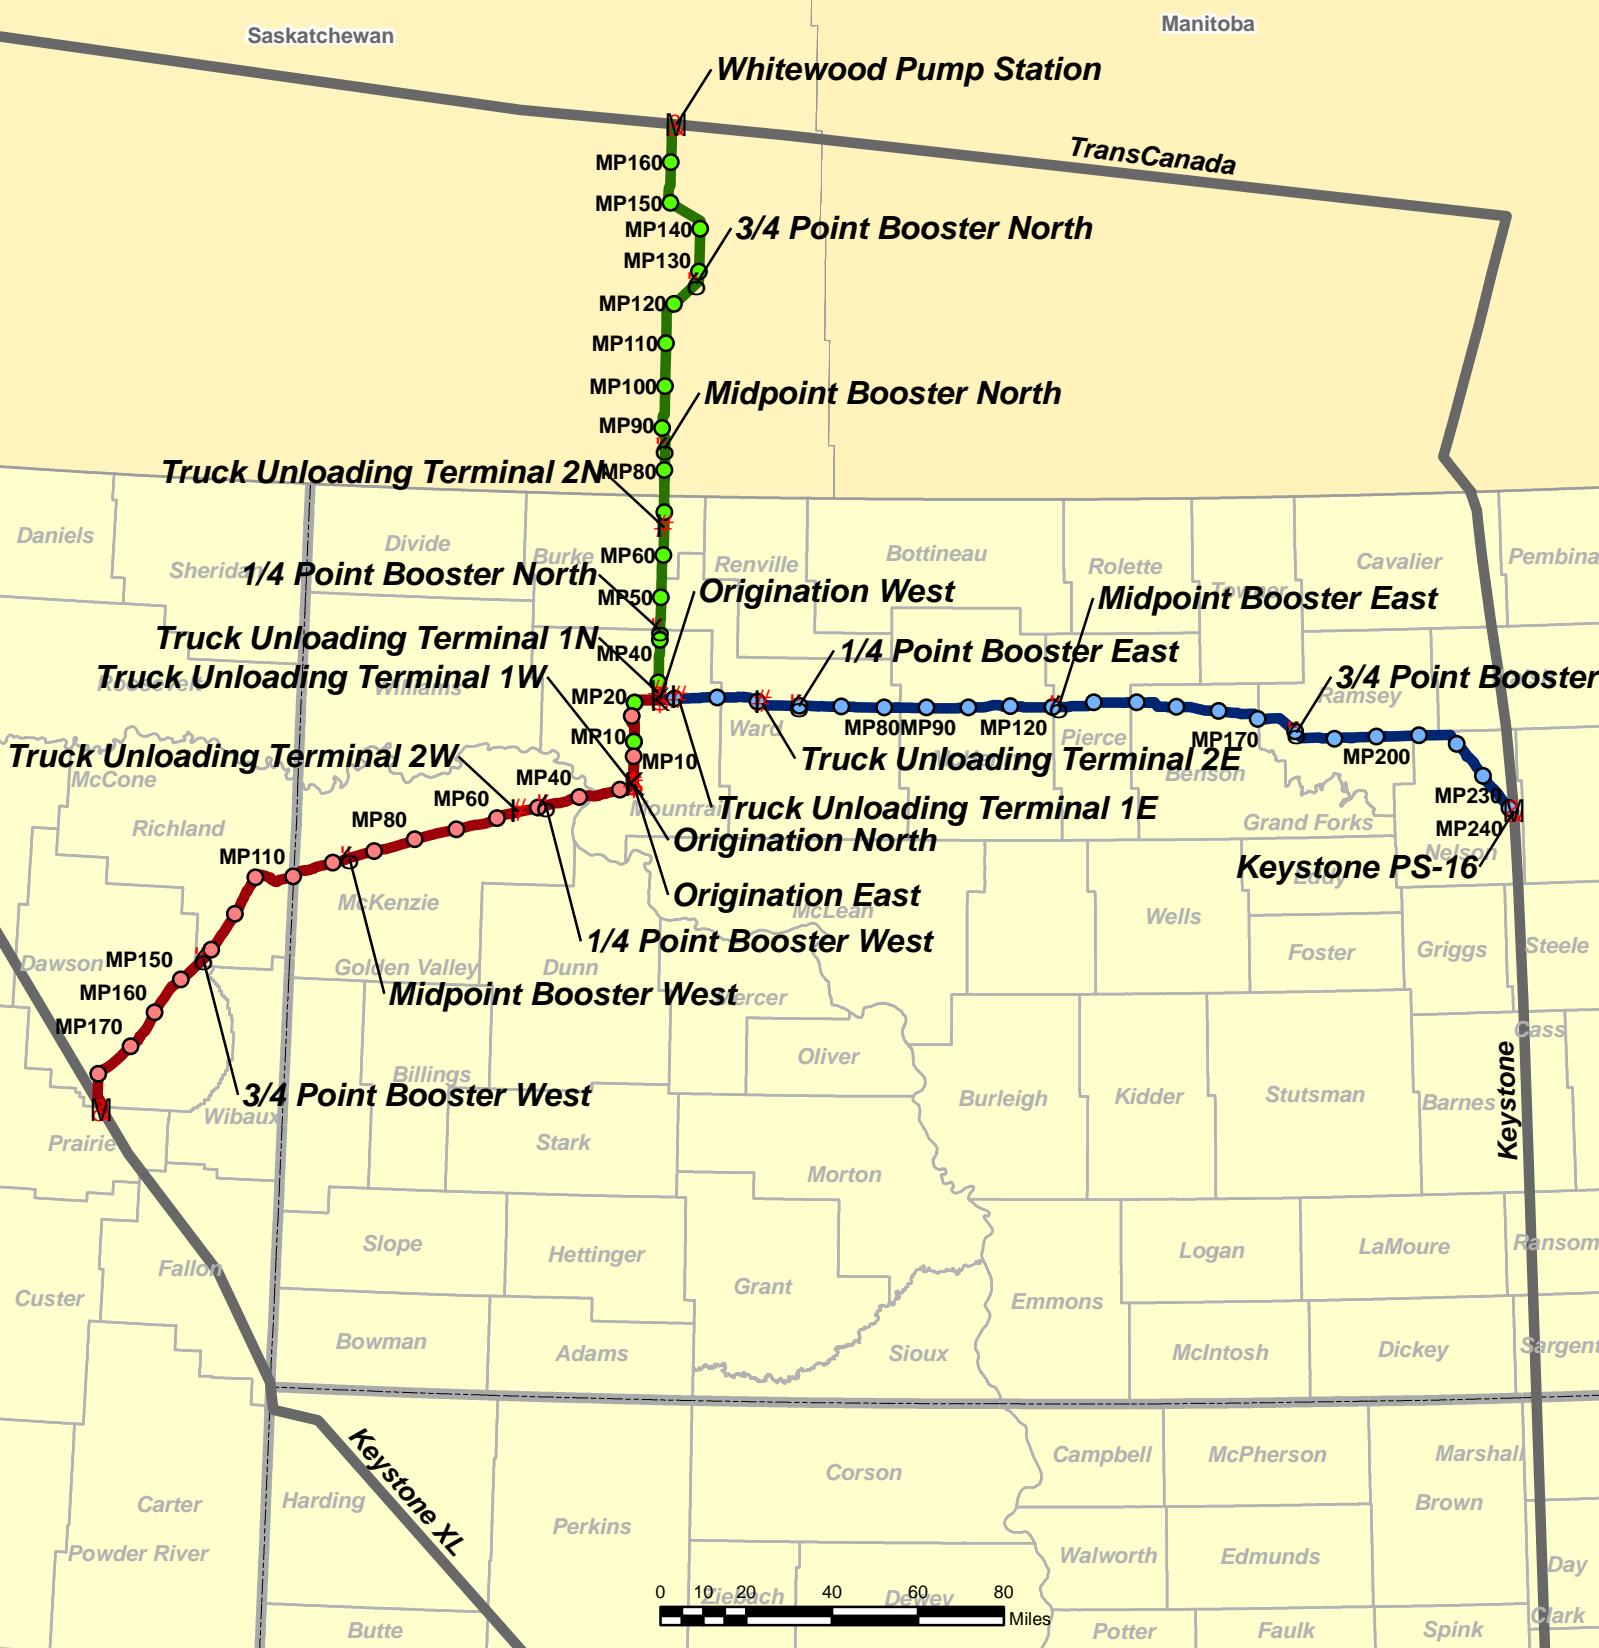 Saskatchewan
Manitoba
Whitewood Pump Station
TransCanada
MP160
MP150
MP140
3/4 Point Booster North
MP130
MP120
MP110
MP100
Midpoint Booster North
MP90
Truck Unloading Terminal 2N
MP80
Daniels
Sheridan
Divide
Burke
Renville
Bottineau
Rolette
Towner
Cavalier
Pembina
MP60
1/4 Point Booster North
MP50
Origination West
Midpoint Booster East
Truck Unloading Terminal 1N
MP40
1/4 Point Booster East
Truck Unloading Terminal 1W
Roosevelt
Williams
3/4 Point Booster
Ramsey
MP20
Ward
MP80
MP90
MP120
Pierce
MP170
MP10
MP200
Truck Unloading Terminal 2W
MP10
Truck Unloading Terminal 2E
Benson
McCone
MP40
MP60
Mountrail
Truck Unloading Terminal 1E
MP230
Richland
MP80
Grand Forks
MP240
Origination North
Nelson
MP110
Keystone PS-16
Eddy
McKenzie
Origination East
McLean
Wells
1/4 Point Booster West
Foster
Griggs
Steele
Dawson
MP150
Golden Valley
Dunn
MP160
Midpoint Booster West
Mercer
MP170
Cass
Oliver
Billings
Keystone
3/4 Point Booster West
Wibaux
Burleigh
Kidder
Stutsman
Barnes
Prairie
Stark
Morton
Slope
Hettinger
Logan
LaMoure
Ransom
Fallon
Grant
Custer
Emmons
Bowman
Adams
Sioux
McIntosh
Dickey
Sargent
Keystone XL
Campbell
McPherson
Marshall
Corson
Carter
Harding
Brown
Perkins
Powder River
Walworth
Edmunds
Day
Ziebach
Dewey
0 10 20 40 60 80
Miles
Clark
Butte
Potter
Faulk
Spink